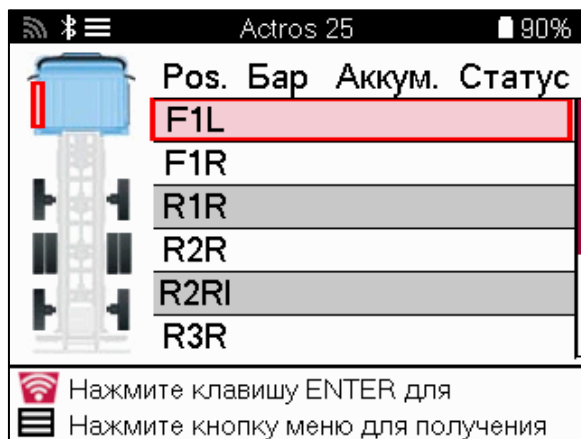 Actros 25 90%
Pos. Бар Аккум. Статус
F1L
F1R
R1R
R2R
R2RI
R3R
Нажмите клавишу ENTER для
Нажмите кнопку меню для получения